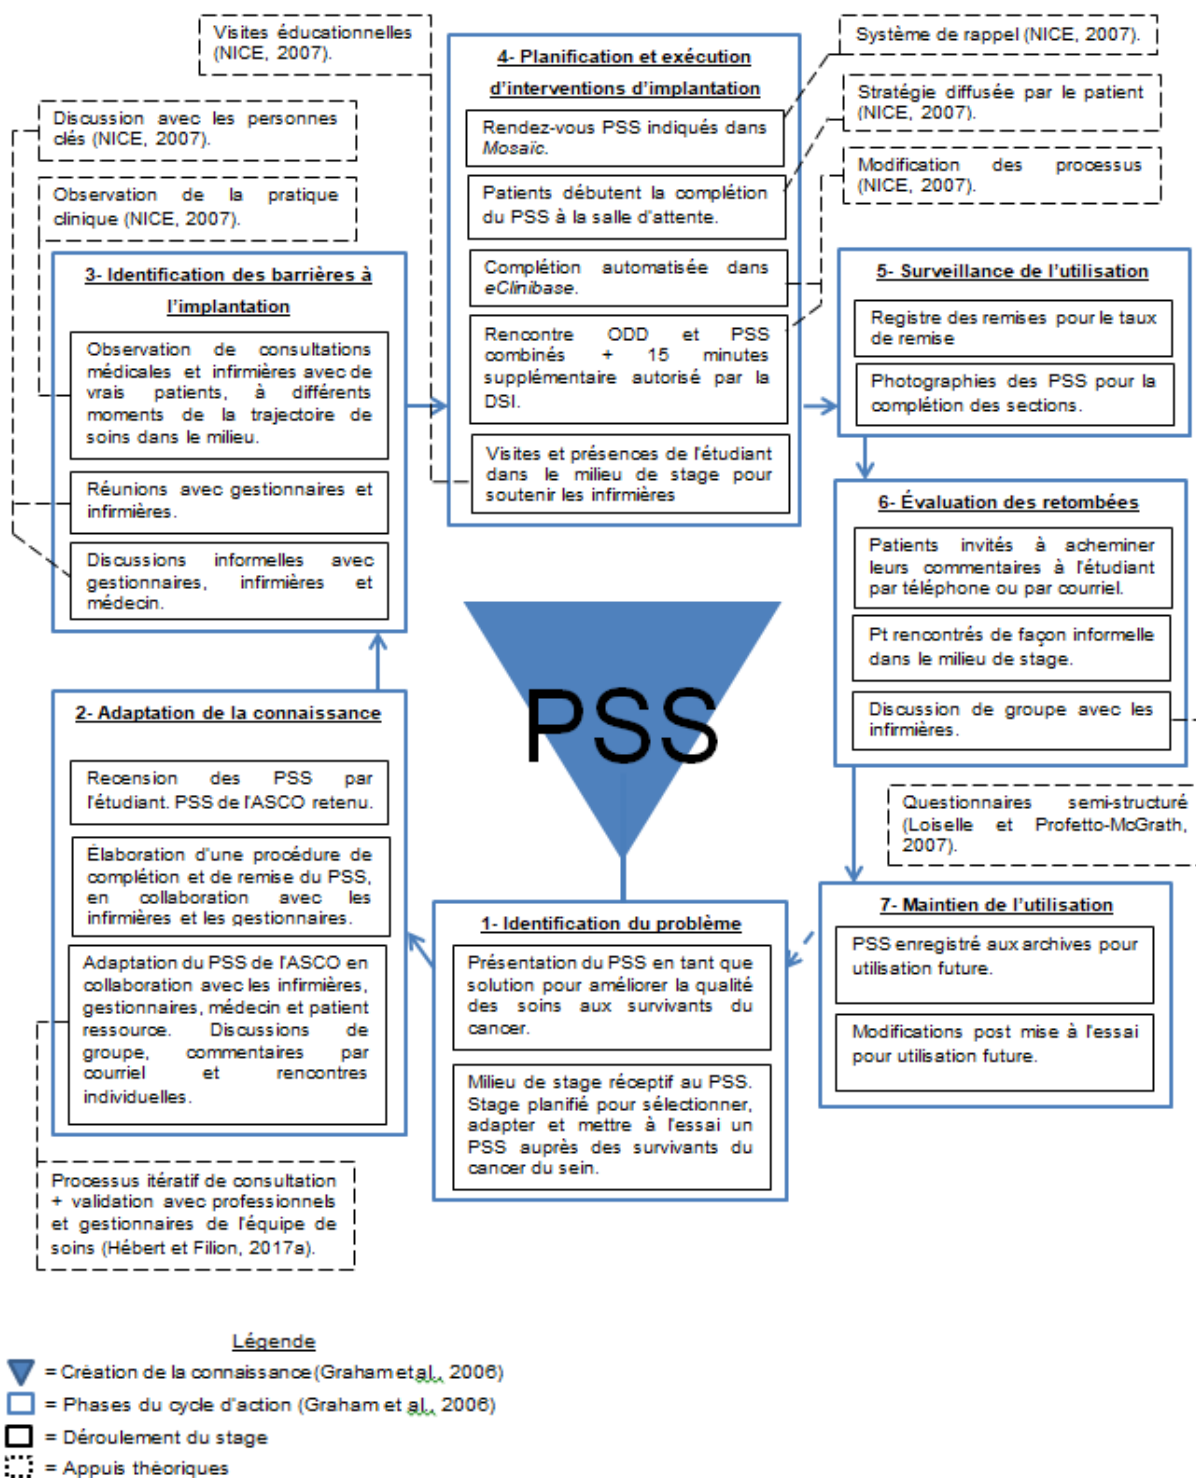 Visites éducationnelles
(NICE, 2007).
4- Planification et exécution
d'interventions d'implantation
Rendez-vous PSS indiqués dans
Mosaïc.
Patients débutent la complétion
du PSS à la salle d'attente.
Complétion automatisée dans
eClinibase.
Rencontre ODD et PSS
combinés + 15 minutes
supplémentaire autorisé par la
DSI.
Visites et présences de l'étudiant
dans le milieu de stage pour
soutenir les infirmières
Système de rappel (NICE, 2007).
Stratégie diffusée par le patient
(NICE, 2007).
Modification des processus
(NICE, 2007).
Discussion avec les personnes
clés (NICE, 2007).
Observation de la pratique
clinique (NICE, 2007).
3- Identification des barrières à
l'implantation
Observation de consultations
médicales et infirmières avec de
vrais patients, à différents
moments de la trajectoire de
soins dans le milieu.
Réunions avec gestionnaires et
infirmières.
Discussions informelles avec
gestionnaires, infirmières et
médecin.
5- Surveillance de l'utilisation
Registre des remises pour le taux
de remise
Photographies des PSS pour la
complétion des sections.
6- Évaluation des retombées
Patients invités à acheminer
leurs commentaires à l'étudiant
par téléphone ou par courriel.
Pt rencontrés de façon informelle
dans le milieu de stage.
Discussion de groupe avec les
infirmières.
Questionnaires semi-structuré
(Loiselle et Profetto-McGrath,
2007).
PSS
2- Adaptation de la connaissance
Recension des PSS par
l'étudiant. PSS de l'ASCO retenu.
Élaboration d'une procédure de
complétion et de remise du PSS,
en collaboration avec les
infirmières et les gestionnaires.
Adaptation du PSS de l'ASCO en
collaboration avec les infirmières,
gestionnaires, médecin et patient
ressource. Discussions de
groupe, commentaires par
courriel et rencontres
individuelles.
Processus itératif de consultation
+ validation avec professionnels
et gestionnaires de l'équipe de
soins (Hébert et Filion, 2017a).
1- Identification du problème
Présentation du PSS en tant que
solution pour améliorer la qualité
des soins aux survivants du
cancer.
Milieu de stage réceptif au PSS.
Stage planifié pour sélectionner,
adapter et mettre à l'essai un
PSS auprès des survivants du
cancer du sein.
7- Maintien de l'utilisation
PSS enregistré aux archives pour
utilisation future.
Modifications post mise à l'essai
pour utilisation future.
Légende
= Création de la connaissance(Graham et al., 2006)
= Phases du cycle d'action (Graham et al., 2006)
= Déroulement du stage
= Appuis théoriques